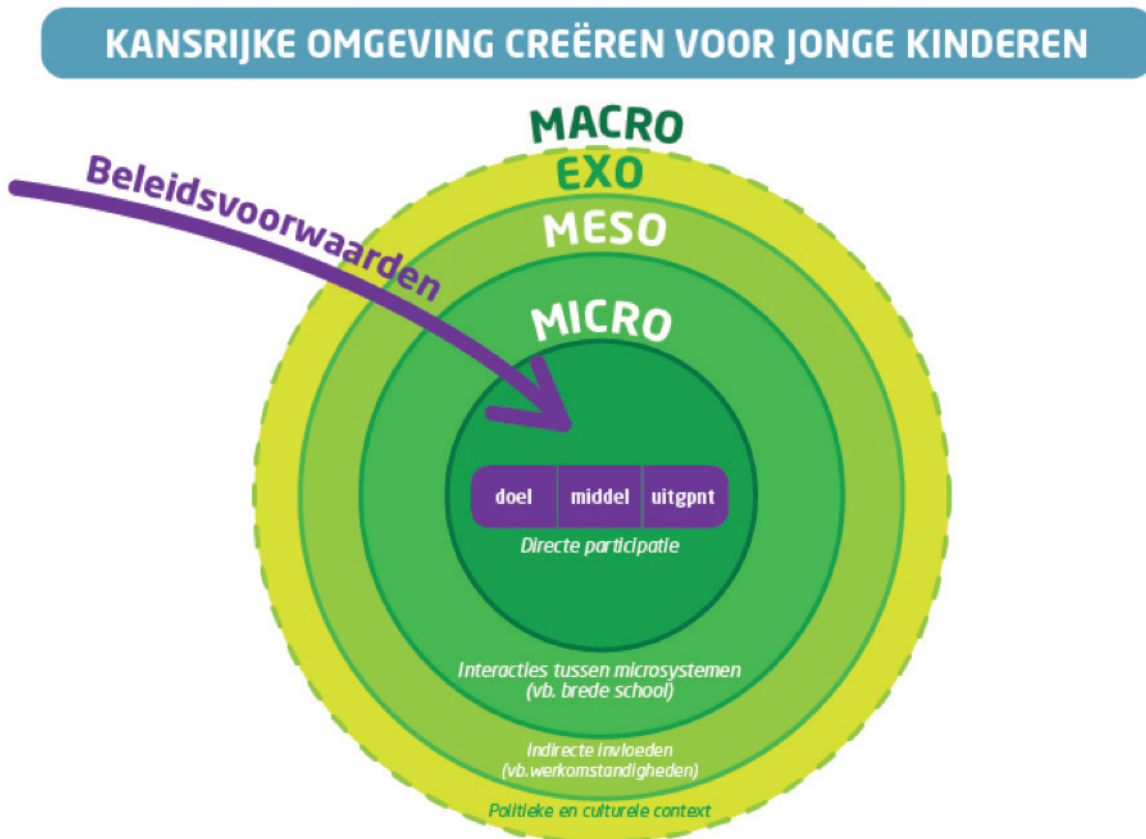 KANSRIJKE OMGEVING CREËREN VOOR JONGE KINDEREN
MACRO
EXO
Beleidsvoorwaarden
MESO
MICRO
doel middel uitgpnt
Directe participatie
Interacties tussen microsystemen
(vb. brede school)
Indirecte invloeden
(vb.werkomstandigheden)
Politieke en culturele context